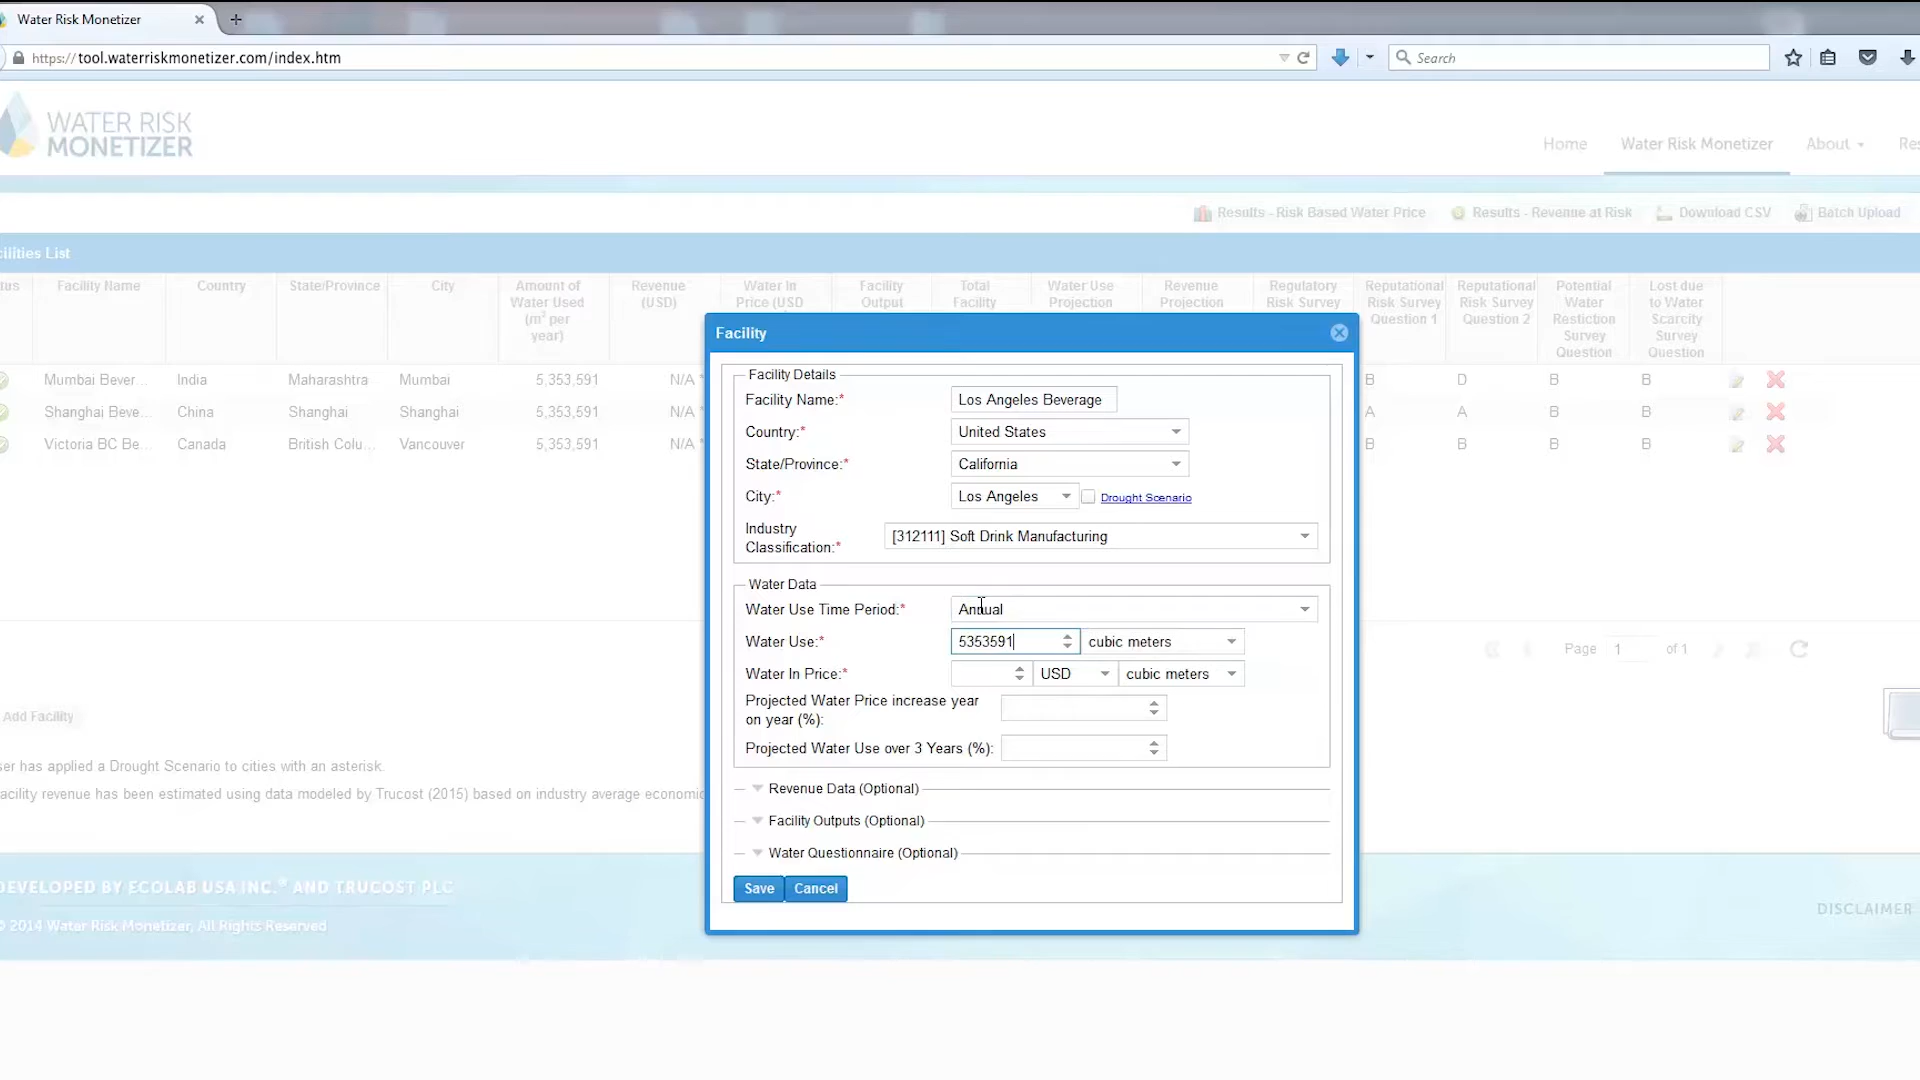 Water Risk Monetizer
https://tool.waterriskmonetizer.com/index.htm
Search
WATER RISK
MONETIZER
Home Water Risk Monetizer About Res
Results - Risk Based Water Price Results - Revenue at Risk Download CSV Batch Upload
cilities List
tus Facility Name Country State/Province City Amount of Water Used (m³ per year) Revenue (USD) Water In Price (USD Facility Output Total Facility Water Use Projection Revenue Projection Regulatory Risk Survey Reputational Risk Survey Question 1 Reputational Risk Survey Question 2 Potential Water Restiction Survey Question Lost due to Water Scarcity Survey Question
Mumbai Bever... India Maharashtra Mumbai 5,353,591 N/A * B D B B
Shanghai Beve... China Shanghai Shanghai 5,353,591 N/A * A A B B
Victoria BC Be... Canada British Colu... Vancouver 5,353,591 N/A * B B B B
Facility
Facility Details
Facility Name:* Los Angeles Beverage
Country:* United States
State/Province:* California
City:* Los Angeles Drought Scenario
Industry
Classification:* [312111] Soft Drink Manufacturing
Water Data
Water Use Time Period:* Annual
Water Use:* 5353591 cubic meters
Water In Price:* USD cubic meters
Projected Water Price increase year
on year (%):
Projected Water Use over 3 Years (%):
Revenue Data (Optional)
Facility Outputs (Optional)
Water Questionnaire (Optional)
Save Cancel
Page 1 of 1
Add Facility
ser has applied a Drought Scenario to cities with an asterisk.
acility revenue has been estimated using data modeled by Trucost (2015) based on industry average economic
DEVELOPED BY ECOLAB USA INC.® AND TRUCOST PLC
© 2014 Water Risk Monetizer, All Rights Reserved
DISCLAIMER